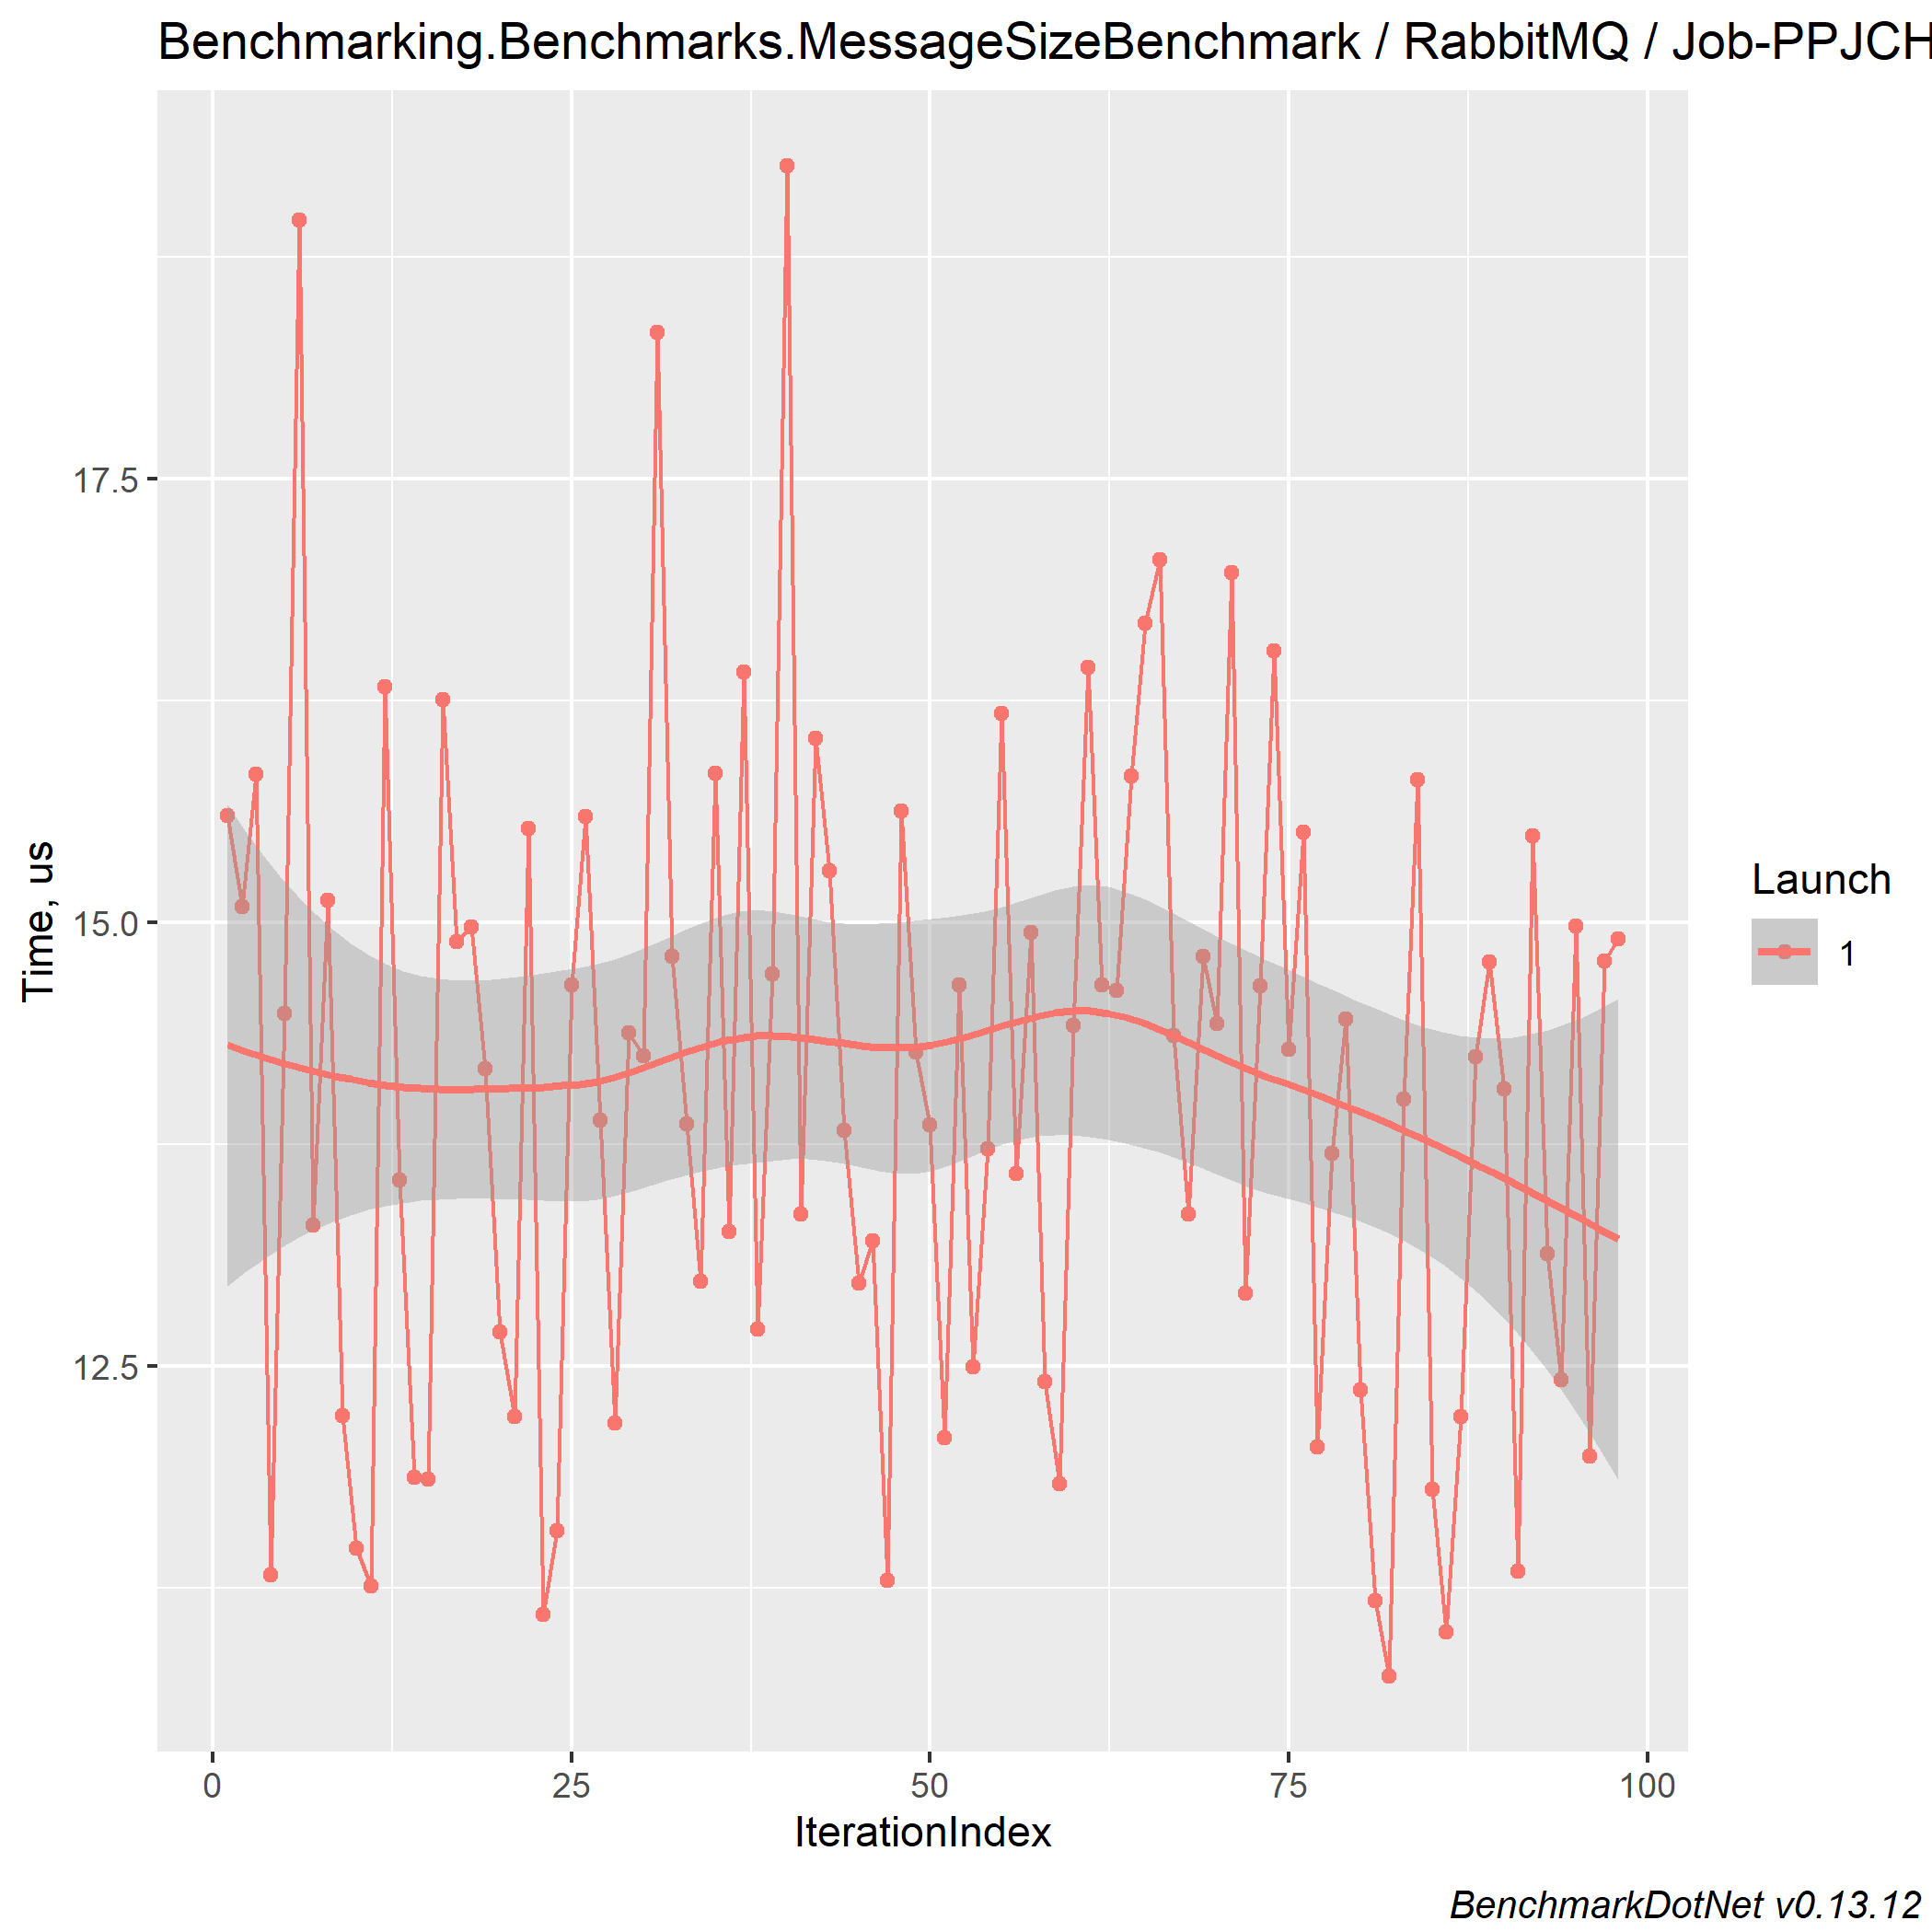 Benchmarking.Benchmarks.MessageSizeBenchmark / RabbitMQ / Job-PPJCH
Time, us
17.5
15.0
12.5
0 25 50 75 100
IterationIndex
Launch
1
BenchmarkDotNet v0.13.12